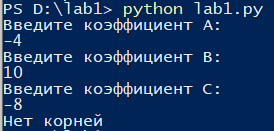 PS D:\lab1> python lab1.py
Введите коэффициент A:
-4
Введите коэффициент B:
10
Введите коэффициент C:
-8
Нет корней